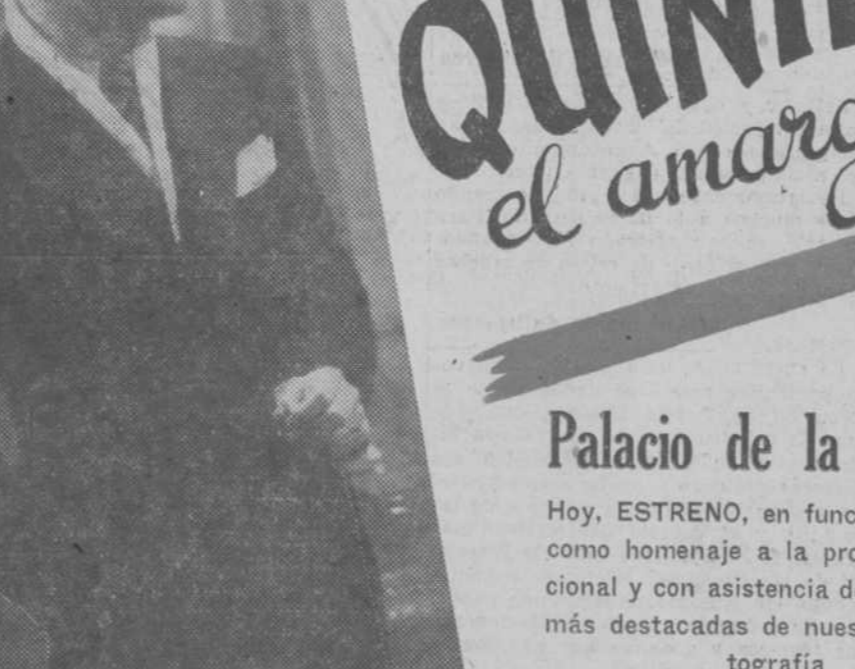 QUIN
el amarg
Palacio de la
Hoy, ESTRENO, en func
como homenaje a la pro
cional y con asistencia d
más destacadas de nues
tografía